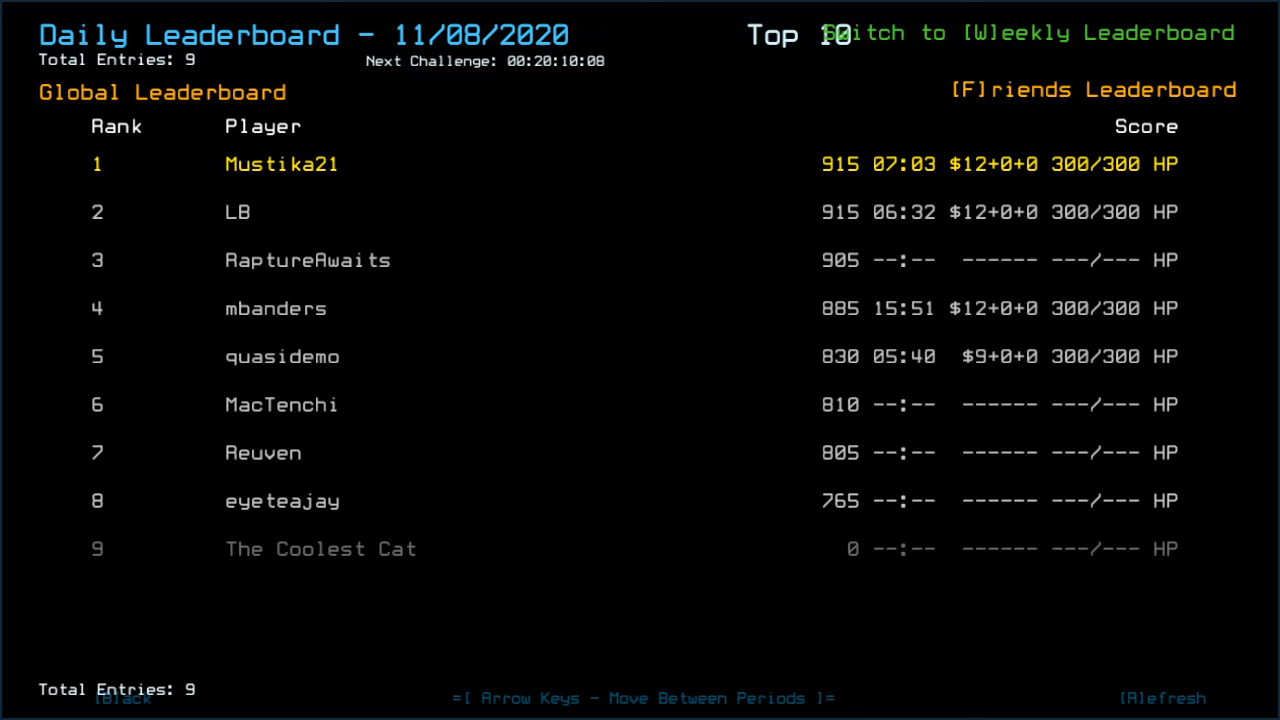 Daily Leaderboard - 11/08/2020 Top 10 Switch to [W]eekly Leaderboard
Total Entries: 9 Next Challenge: 00:20:10:08
Global Leaderboard [F]riends Leaderboard
Rank Player Score
1 Mustika21 915 07:03 $12+0+0 300/300 HP
2 LB 915 06:32 $12+0+0 300/300 HP
3 RaptureAwaits 905 --:-- ------ ---/--- HP
4 mbanders 885 15:51 $12+0+0 300/300 HP
5 quasidemo 830 05:40 $9+0+0 300/300 HP
6 MacTenchi 810 --:-- ------ ---/--- HP
7 Reuven 805 --:-- ------ ---/--- HP
8 eyeteajay 765 --:-- ------ ---/--- HP
9 The Coolest Cat 0 --:-- ------ ---/--- HP
Total Entries: 9
[B]ack =[ Arrow Keys - Move Between Periods ]= [R]efresh